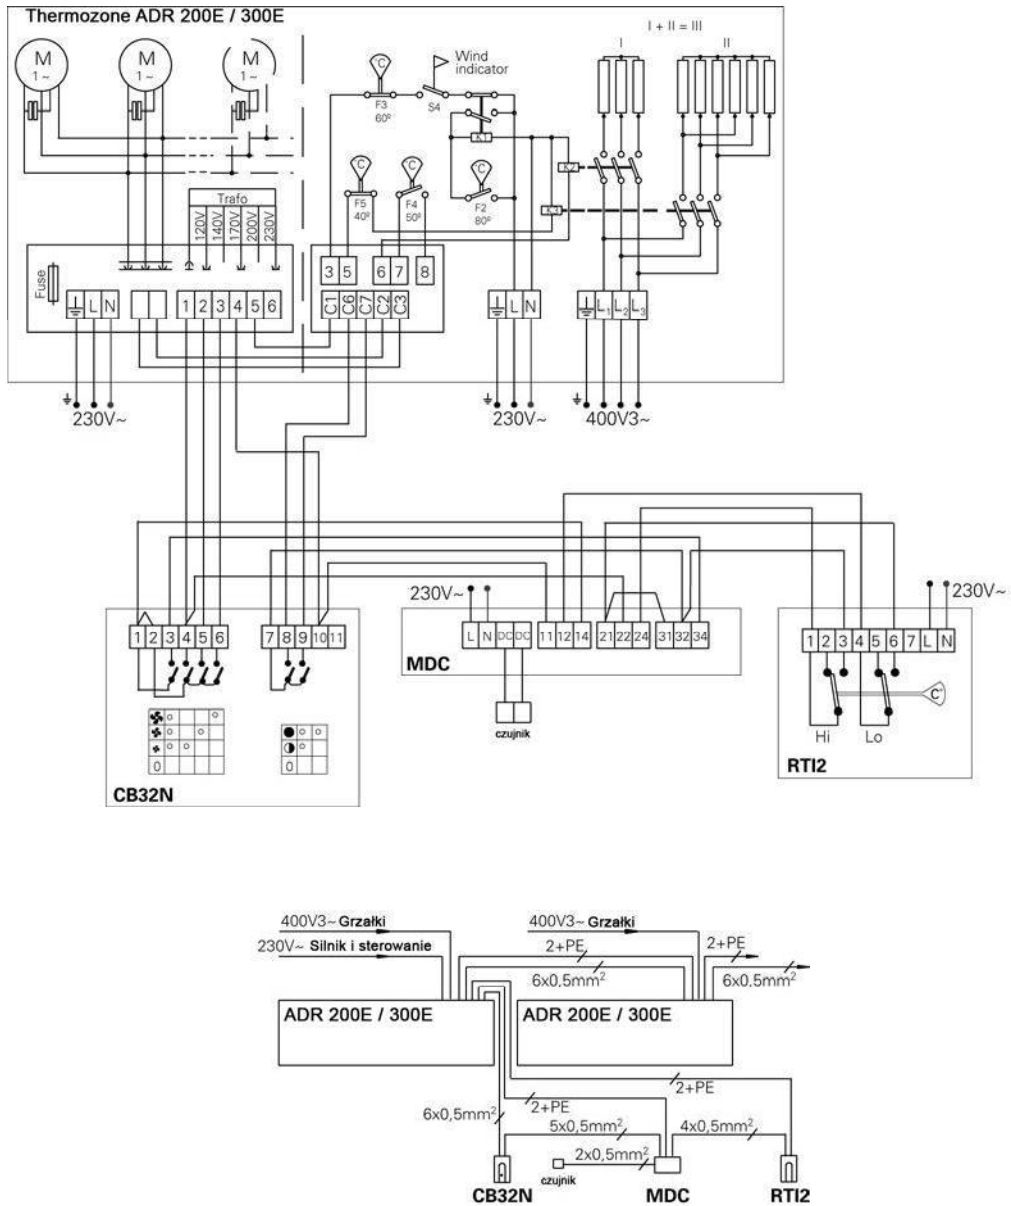 Thermozone ADR 200E / 300E
I + II = III
M 1~
M 1~
M 1~
°C
Wind indicator
I
II
F3 60º
S4
K1
K2
C
C
C
F5 40º
F4 50º
F2 80º
K3
Trafo
120V 140V 170V 200V 230V
Fuse
3 5 6 7 8
L N
1 2 3 4 5 6
C1 C6 C7 C2 C3
L N
L1 L2 L3
230V~
230V~
400V3~
230V~
230V~
1 2 3 4 5 6
7 8 9 10 11
L N DC DC
11 12 14
21 22 24
31 32 34
1 2 3 4 5 6 7 L N
MDC
C°
czujnik
Hi
Lo
0
0
RTI2
CB32N
400V3~ Grzałki
400V3~ Grzałki
230V~ Silnik i sterowanie
2+PE
2+PE
6x0,5mm²
6x0,5mm²
ADR 200E / 300E
ADR 200E / 300E
2+PE
2+PE
6x0,5mm²
5x0,5mm²
4x0,5mm²
2x0,5mm²
czujnik
CB32N
MDC
RTI2